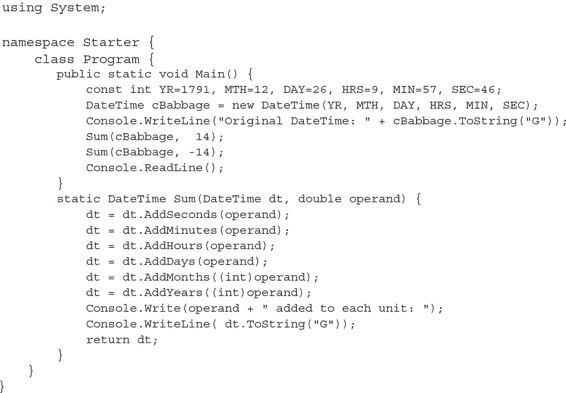 using System;
namespace Starter {
class Program {
public static void Main() {
const int YR=1791, MTH=12, DAY=26, HRS=9, MIN=57, SEC=46;
DateTime cBabbage = new DateTime(YR, MTH, DAY, HRS, MIN, SEC);
Console.WriteLine("Original DateTime: " + cBabbage.ToString("G"));
Sum(cBabbage,  14);
Sum(cBabbage, -14);
Console.ReadLine();
}
static DateTime Sum(DateTime dt, double operand) {
dt = dt.AddSeconds(operand);
dt = dt.AddMinutes(operand);
dt = dt.AddHours(operand);
dt = dt.AddDays(operand);
dt = dt.AddMonths((int)operand);
dt = dt.AddYears((int)operand);
Console.Write(operand + " added to each unit: ");
Console.WriteLine( dt.ToString("G"));
return dt;
}
}
}